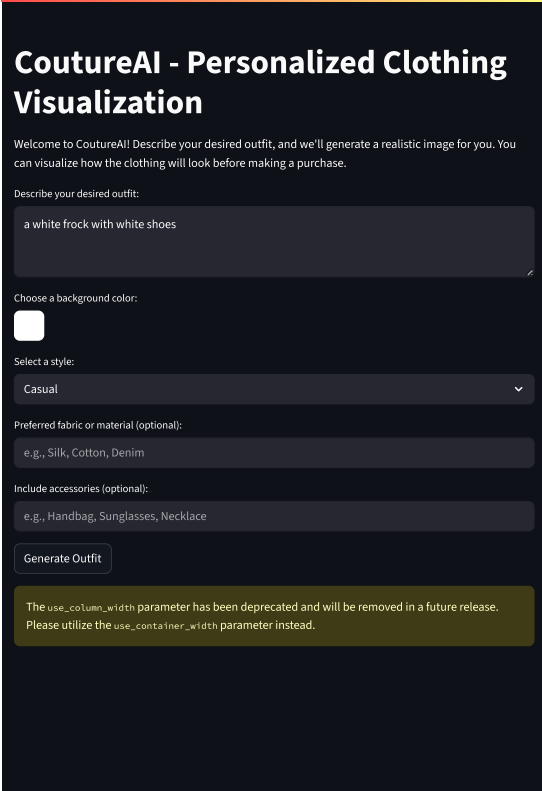 CoutureAI - Personalized Clothing
Visualization
Welcome to CoutureAI! Describe your desired outfit, and we'll generate a realistic image for you. You
can visualize how the clothing will look before making a purchase.
Describe your desired outfit:
a white frock with white shoes
Choose a background color:
Select a style:
Casual
Preferred fabric or material (optional):
e.g., Silk, Cotton, Denim
Include accessories (optional):
e.g., Handbag, Sunglasses, Necklace
Generate Outfit
The use_column_width parameter has been deprecated and will be removed in a future release.
Please utilize the use_container_width parameter instead.